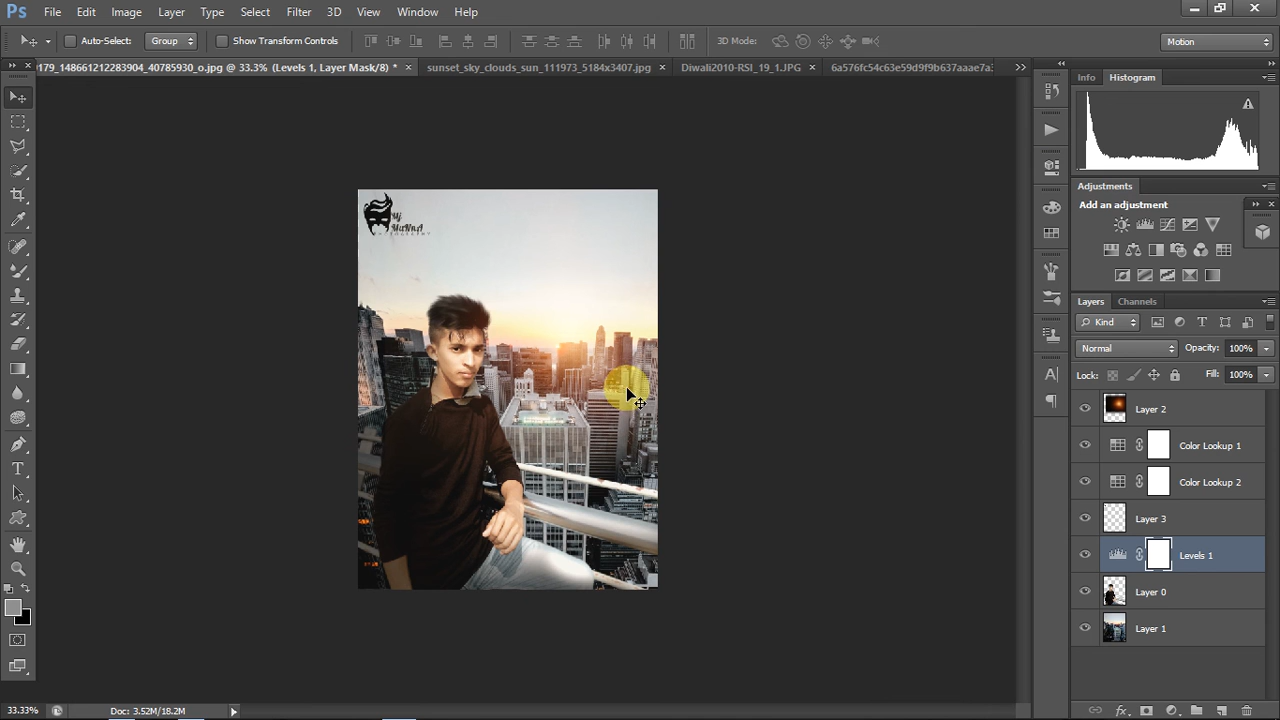 Ps File Edit Image Layer Type Select Filter 3D View Window Help
Auto-Select: Group Show Transform Controls 3D Mode: Motion
179_148661212283904_40785930_o.jpg @ 33.3% (Levels 1, Layer Mask/8) * × sunset_sky_clouds_sun_111973_5184x3407.jpg × Diwali2010-RSI_19_1.JPG × 6a576fc54c63e59d9f9b637aaae7a3
Info Histogram
Adjustments
Add an adjustment
Layers Channels
Kind
Normal Opacity: 100%
Lock: Fill: 100%
Layer 2
Color Lookup 1
Color Lookup 2
Layer 3
Levels 1
Layer 0
Layer 1
33.33% Doc: 3.52M/18.2M